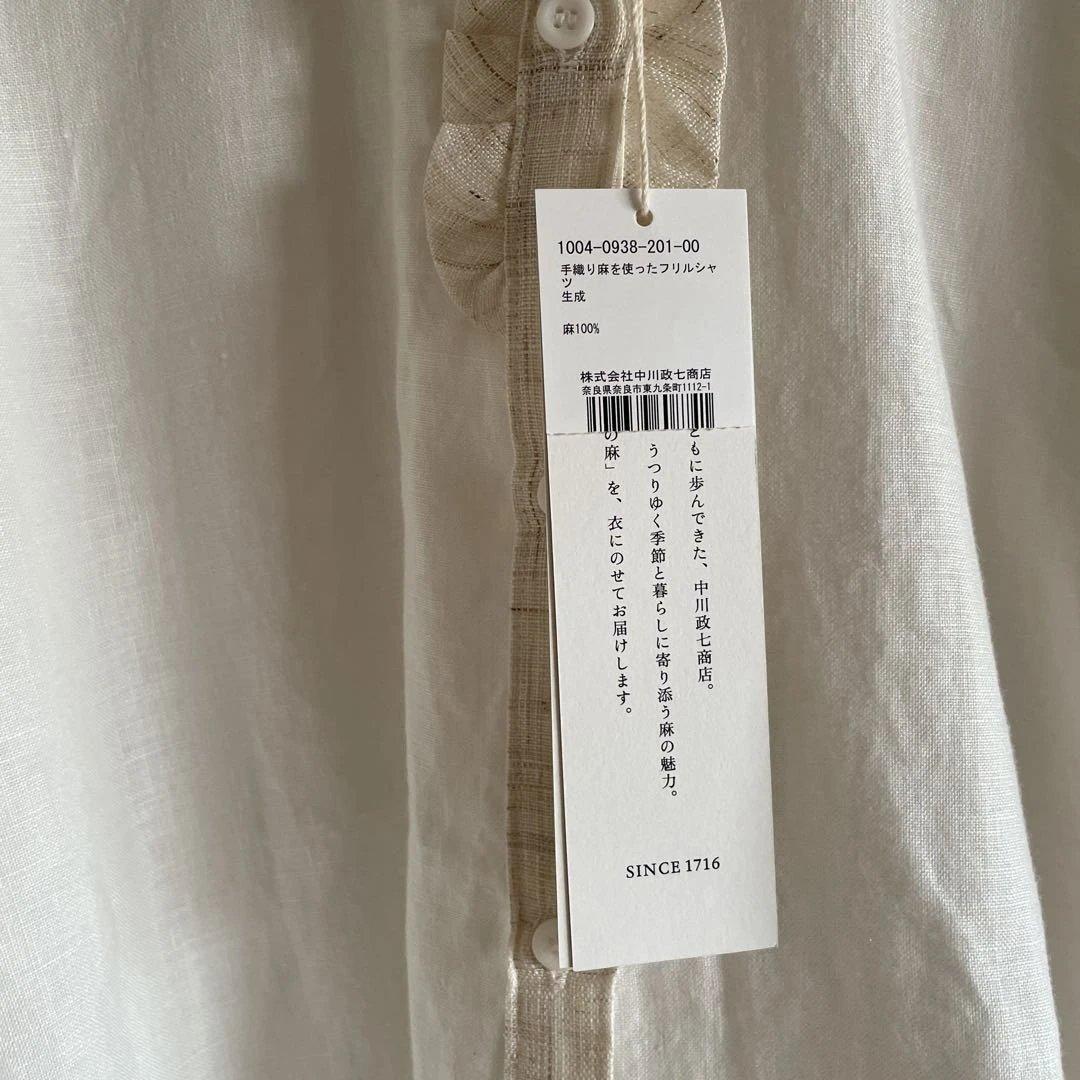 1004-0938-201-00
手織り麻を使ったフリルシャ
ツ
生成
麻100%
株式会社中川政七商店
奈良県奈良市東九条町1112-1
ともに歩んできた、中川政七商店。
うつりゆく季節と暮らしに寄り添う麻の魅力。
の麻」を、衣にのせてお届けします。
SINCE 1716